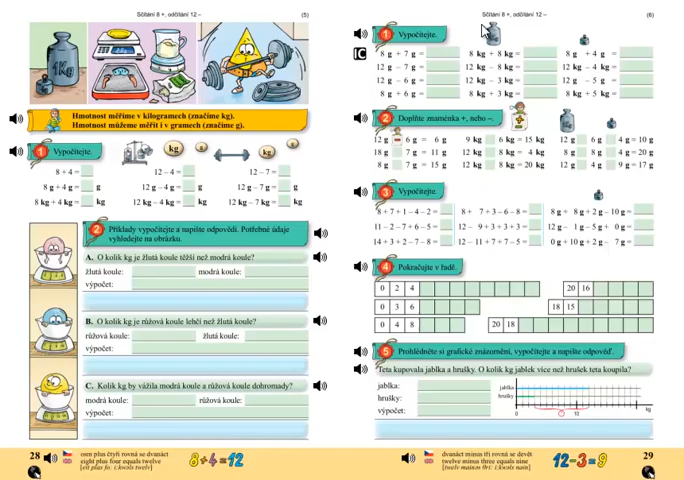 Sčítání 8 +, odčítání 12 –
(5)
1 Kg
Hmotnost měříme v kilogramech (značíme kg).
Hmotnost můžeme měřit i v gramech (značíme g).
1 Vypočítejte.
kg g kg g
8 + 4 = 12 – 4 = 12 – 7 =
8 g + 4 g = g 12 g – 4 g = g 12 g – 7 g = g
8 kg + 4 kg = kg 12 kg – 4 kg = kg 12 kg – 7 kg = kg
2 Příklady vypočítejte a napište odpovědi. Potřebné údaje
vyhledejte na obrázku.
A. O kolik kg je žlutá koule těžší než modrá koule?
žlutá koule: modrá koule:
výpočet:
B. O kolik kg je růžová koule lehčí než žlutá koule?
růžová koule: žlutá koule:
výpočet:
C. Kolik kg by vážila modrá koule a růžová koule dohromady?
modrá koule: růžová koule:
výpočet:
28
osm plus čtyři rovná se dvanáct
eight plus four equals twelve
8+4=12
Sčítání 8 +, odčítání 12 –
(6)
1 Vypočítejte.
8 g + 7 g = 8 kg + 8 kg = 8 g + 4 g =
12 g – 7 g = 12 kg – 8 kg = 12 kg – 4 kg =
12 g – 6 g = 12 kg – 3 kg = 12 g – 5 g =
8 g + 6 g = 8 kg + 3 kg = 8 kg + 5 kg =
2 Doplňte znaménka +, nebo –.
12 g – 6 g = 6 g 9 kg 6 kg = 15 kg 12 g 6 g 4 g = 10 g
18 g 7 g = 11 g 12 kg 8 kg = 4 kg 8 g 8 g 4 g = 20 g
8 g 7 g = 15 g 12 kg 8 kg = 20 kg 12 g 4 g 9 g = 17 g
3 Vypočítejte.
8 + 7 + 1 – 4 – 2 = 8 + 7 + 3 – 6 – 8 = 8 g + 8 g + 2 g – 10 g =
11 – 2 – 7 + 6 – 5 = 12 – 9 + 3 + 3 + 3 = 12 g – 1 g – 5 g + 0 g =
14 + 3 + 2 – 7 – 8 = 12 – 11 + 7 + 7 – 5 = 0 g + 10 g + 2 g – 7 g =
4 Pokračujte v řadě.
0 2 4 20 16
0 3 6 18 15
0 4 8 20 18
5 Prohlédněte si grafické znázornění, vypočítejte a napište odpověď.
Teta kupovala jablka a hrušky. O kolik kg jablek více než hrušek teta koupila?
jablka:
hrušky:
výpočet:
jablka
hrušky
0 ? 10 kg
dvanáct minus tři rovná se devět
twelve minus three equals nine
12–3=9
29